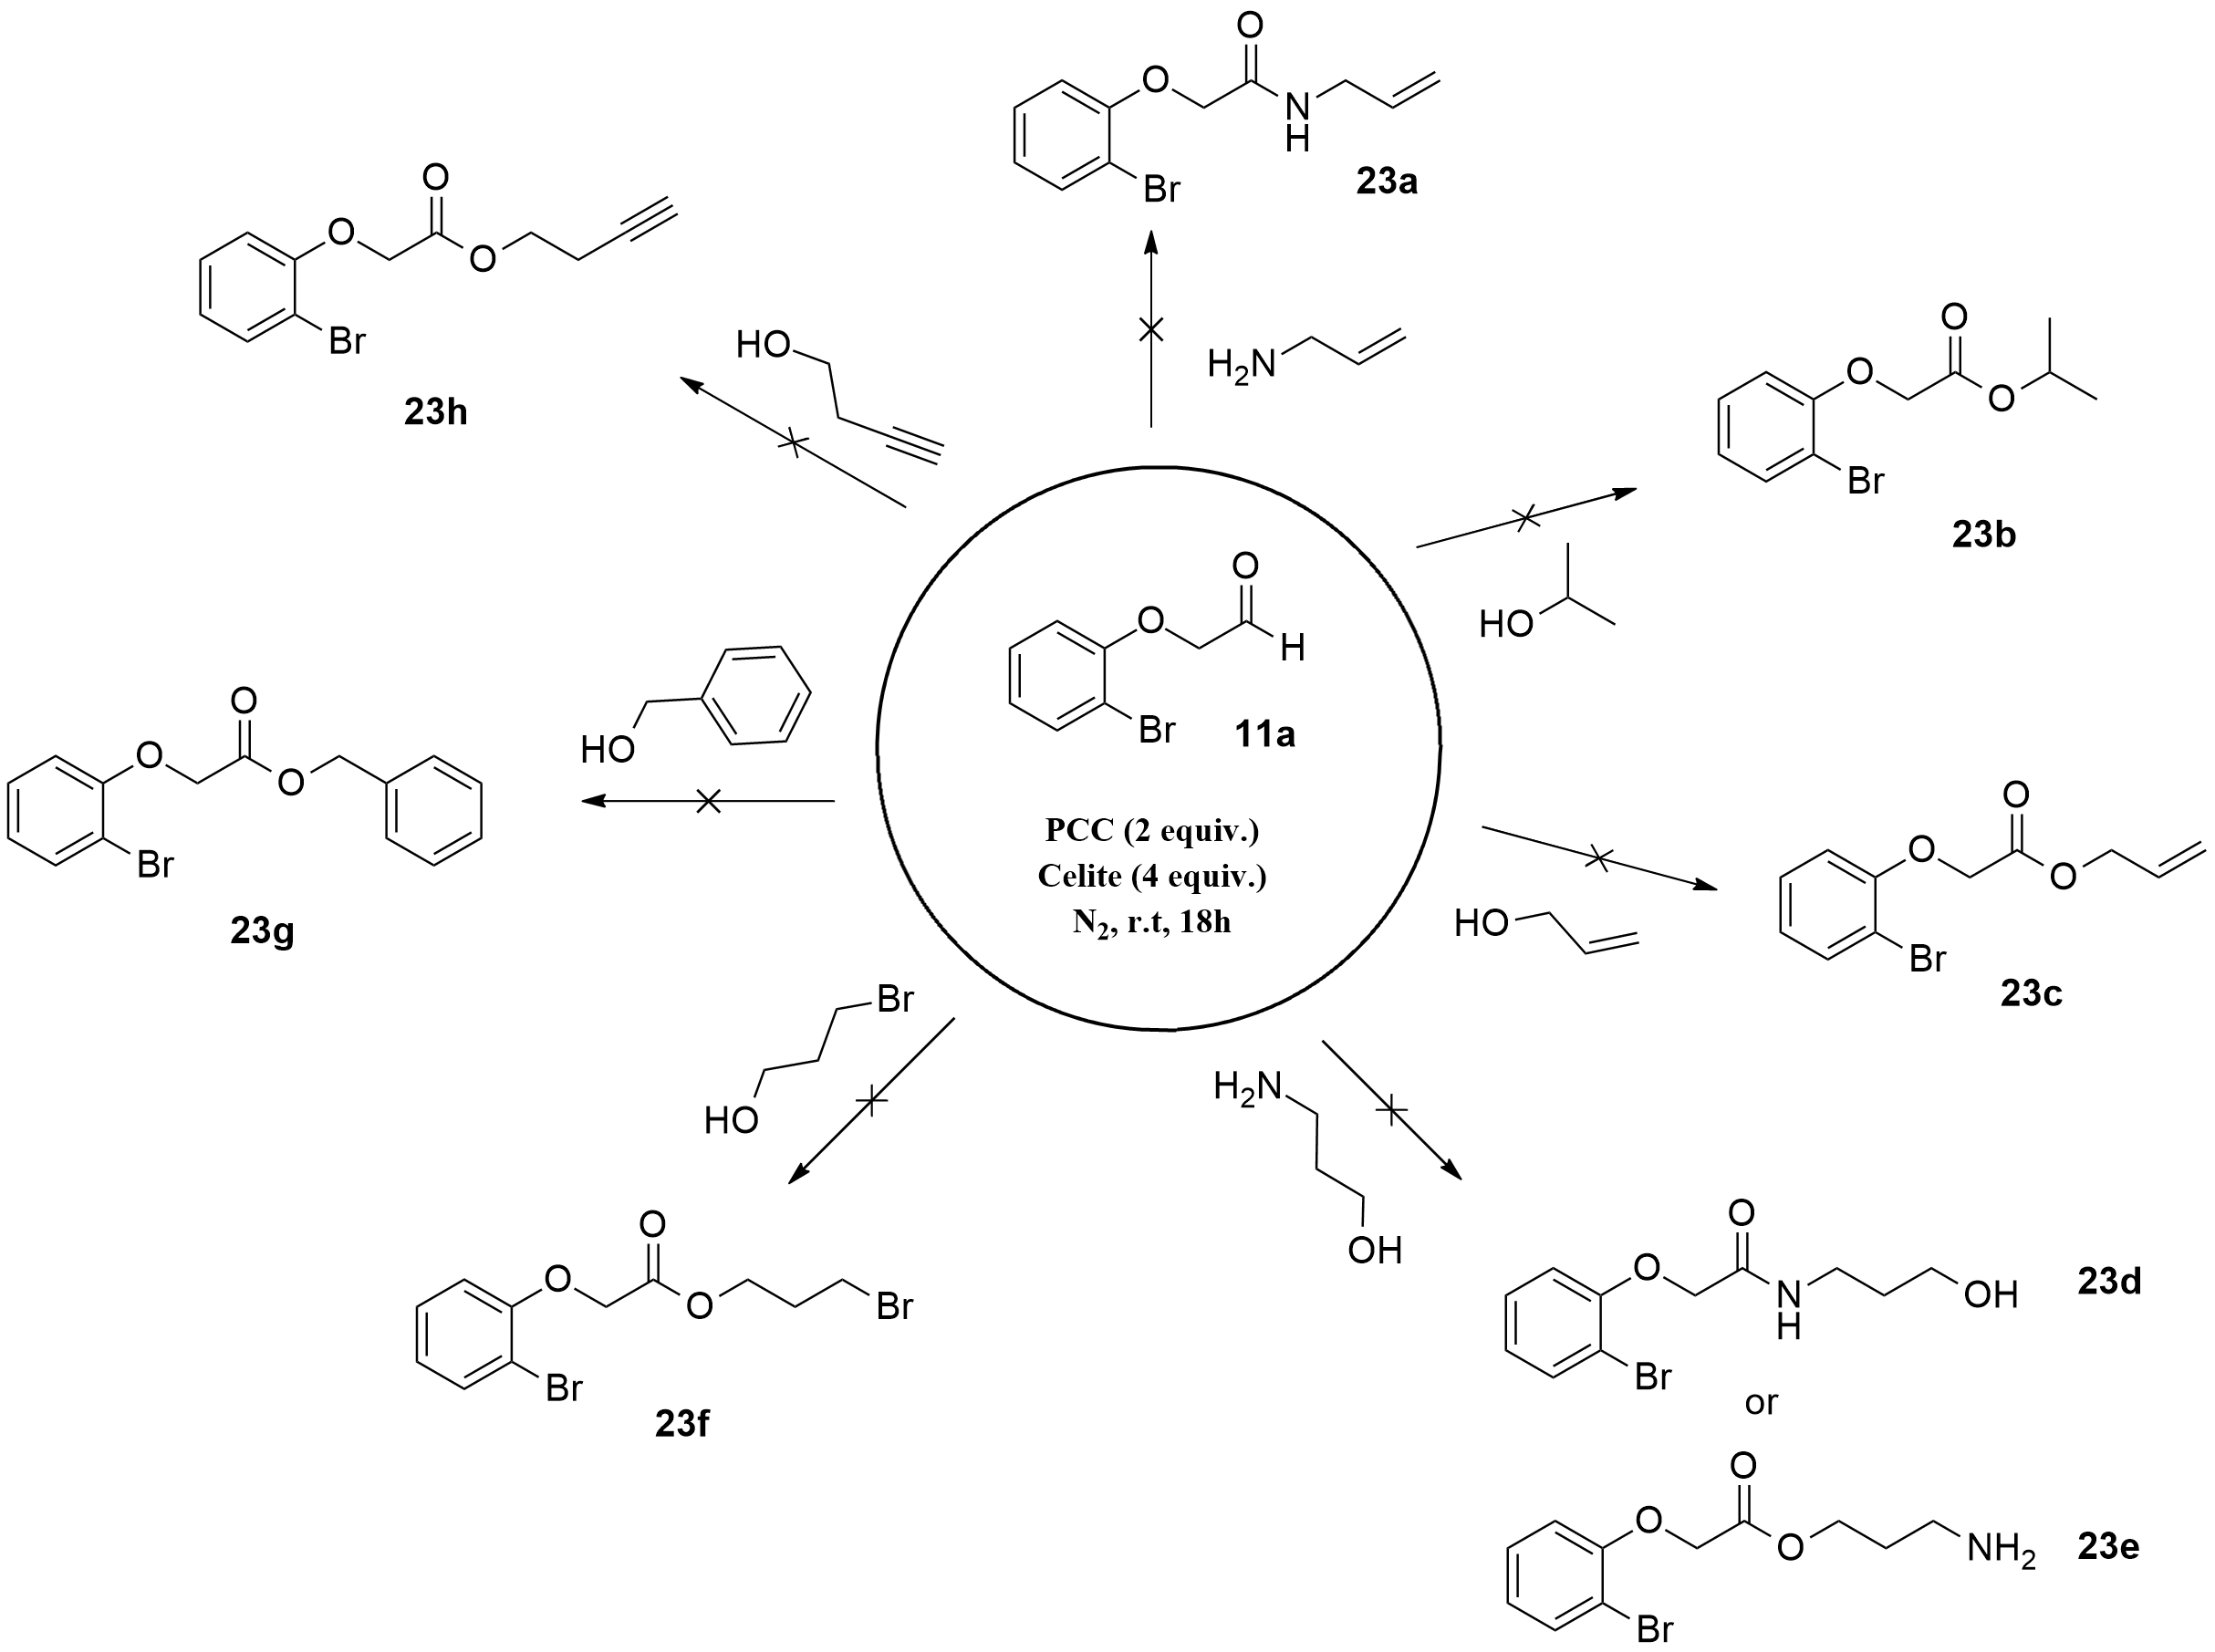 O
O
N
H
Br
23a
O
O
O
Br
23h
HO
H2N
O
O
O
Br
23b
HO
O
O
H
Br
11a
PCC (2 equiv.)
Celite (4 equiv.)
N2, r.t, 18h
HO
O
O
O
Br
23g
O
O
O
Br
23c
HO
Br
HO
H2N
OH
O
O
O
Br
Br
23f
O
O
N
H
OH
Br
23d
or
O
O
O
NH2
Br
23e